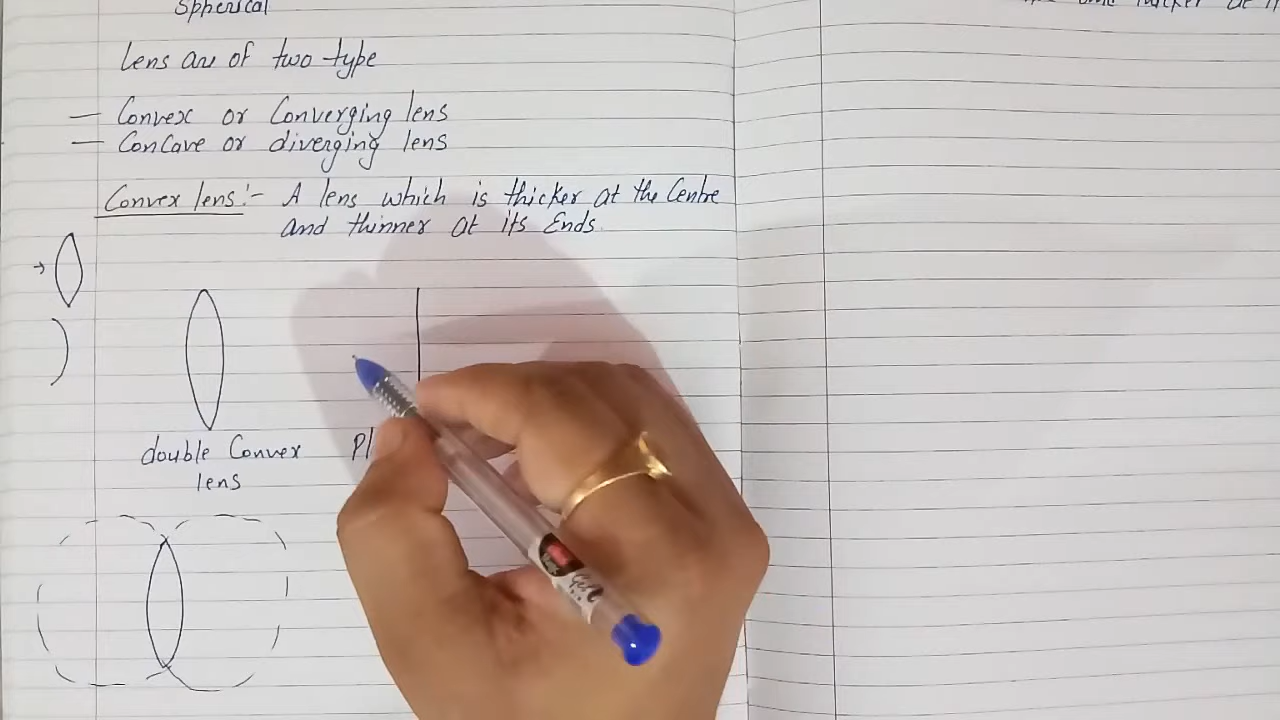 Spherical
Lens are of two type
— Convex or Converging lens
— Concave or diverging lens
Convex lens:- A lens which is thicker at the Centre
and thinner at its Ends.
double Convex
lens
Pl